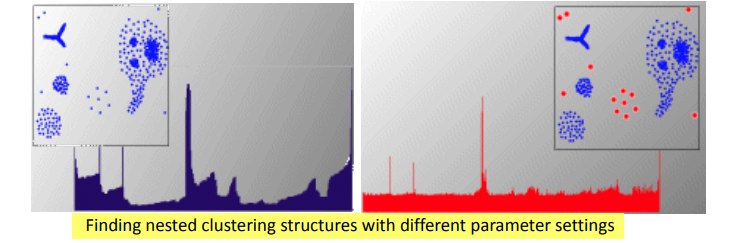 Finding nested clustering structures with different parameter settings